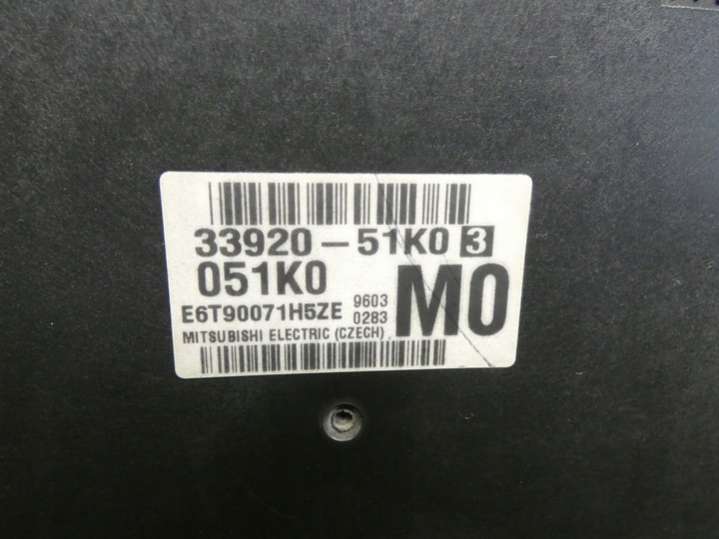 33920-51K0 3
051K0
M0
E6T90071H5ZE
9603
0283
MITSUBISHI ELECTRIC (CZECH)